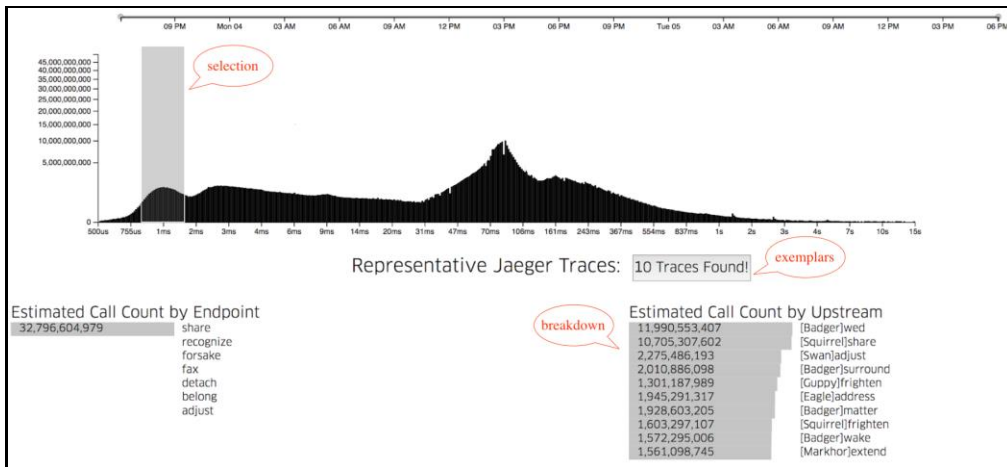 09 PM Mon 04 03 AM 06 AM 09 AM 12 PM 03 PM 06 PM 09 PM Tue 05 03 AM 06 AM 09 AM 12 PM 03 PM 06 PM
selection
45,000,000,000
40,000,000,000
35,000,000,000
30,000,000,000
25,000,000,000
20,000,000,000
15,000,000,000
10,000,000,000
5,000,000,000
0
500us 755us 1ms 2ms 3ms 4ms 6ms 9ms 14ms 20ms 31ms 47ms 70ms 106ms 161ms 243ms 367ms 554ms 837ms 1s 2s 3s 4s 7s 10s 15s
Representative Jaeger Traces: 10 Traces Found!
exemplars
Estimated Call Count by Endpoint
32,796,604,979 share
recognize
forsake
fax
detach
belong
adjust
breakdown
Estimated Call Count by Upstream
11,990,553,407 [Badger]wed
10,705,307,602 [Squirrel]share
2,275,486,193 [Swan]adjust
2,010,886,098 [Badger]surround
1,301,187,989 [Guppy]frighten
1,945,291,317 [Eagle]address
1,928,603,205 [Badger]matter
1,603,297,107 [Squirrel]frighten
1,572,295,006 [Badger]wake
1,561,098,745 [Markhor]extend